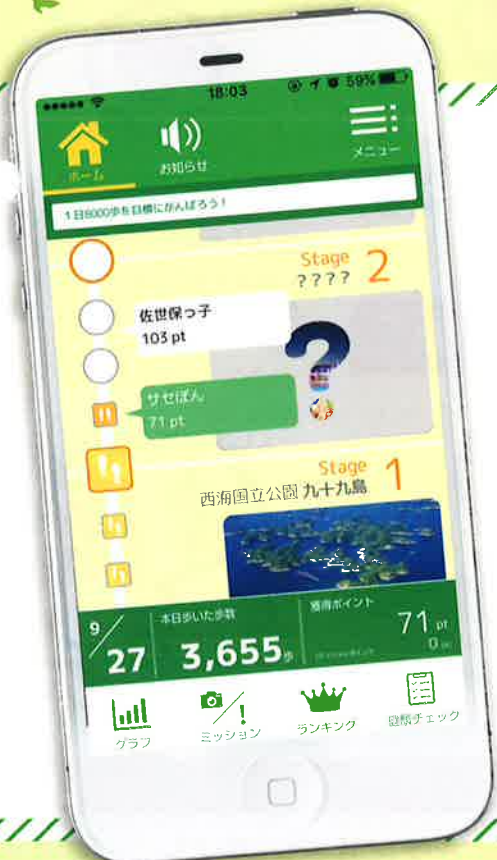 18:03
59%
ホーム
お知らせ
メニュー
1日8000歩を目標にがんばろう!
Stage 2
????
佐世保っ子
103 pt
?
サセぼん
71 pt
Stage 1
西海国立公園 九十九島
9/27
本日歩いた歩数
3,655歩
獲得ポイント
71 pt
0
グラフ
ミッション
ランキング
チェック